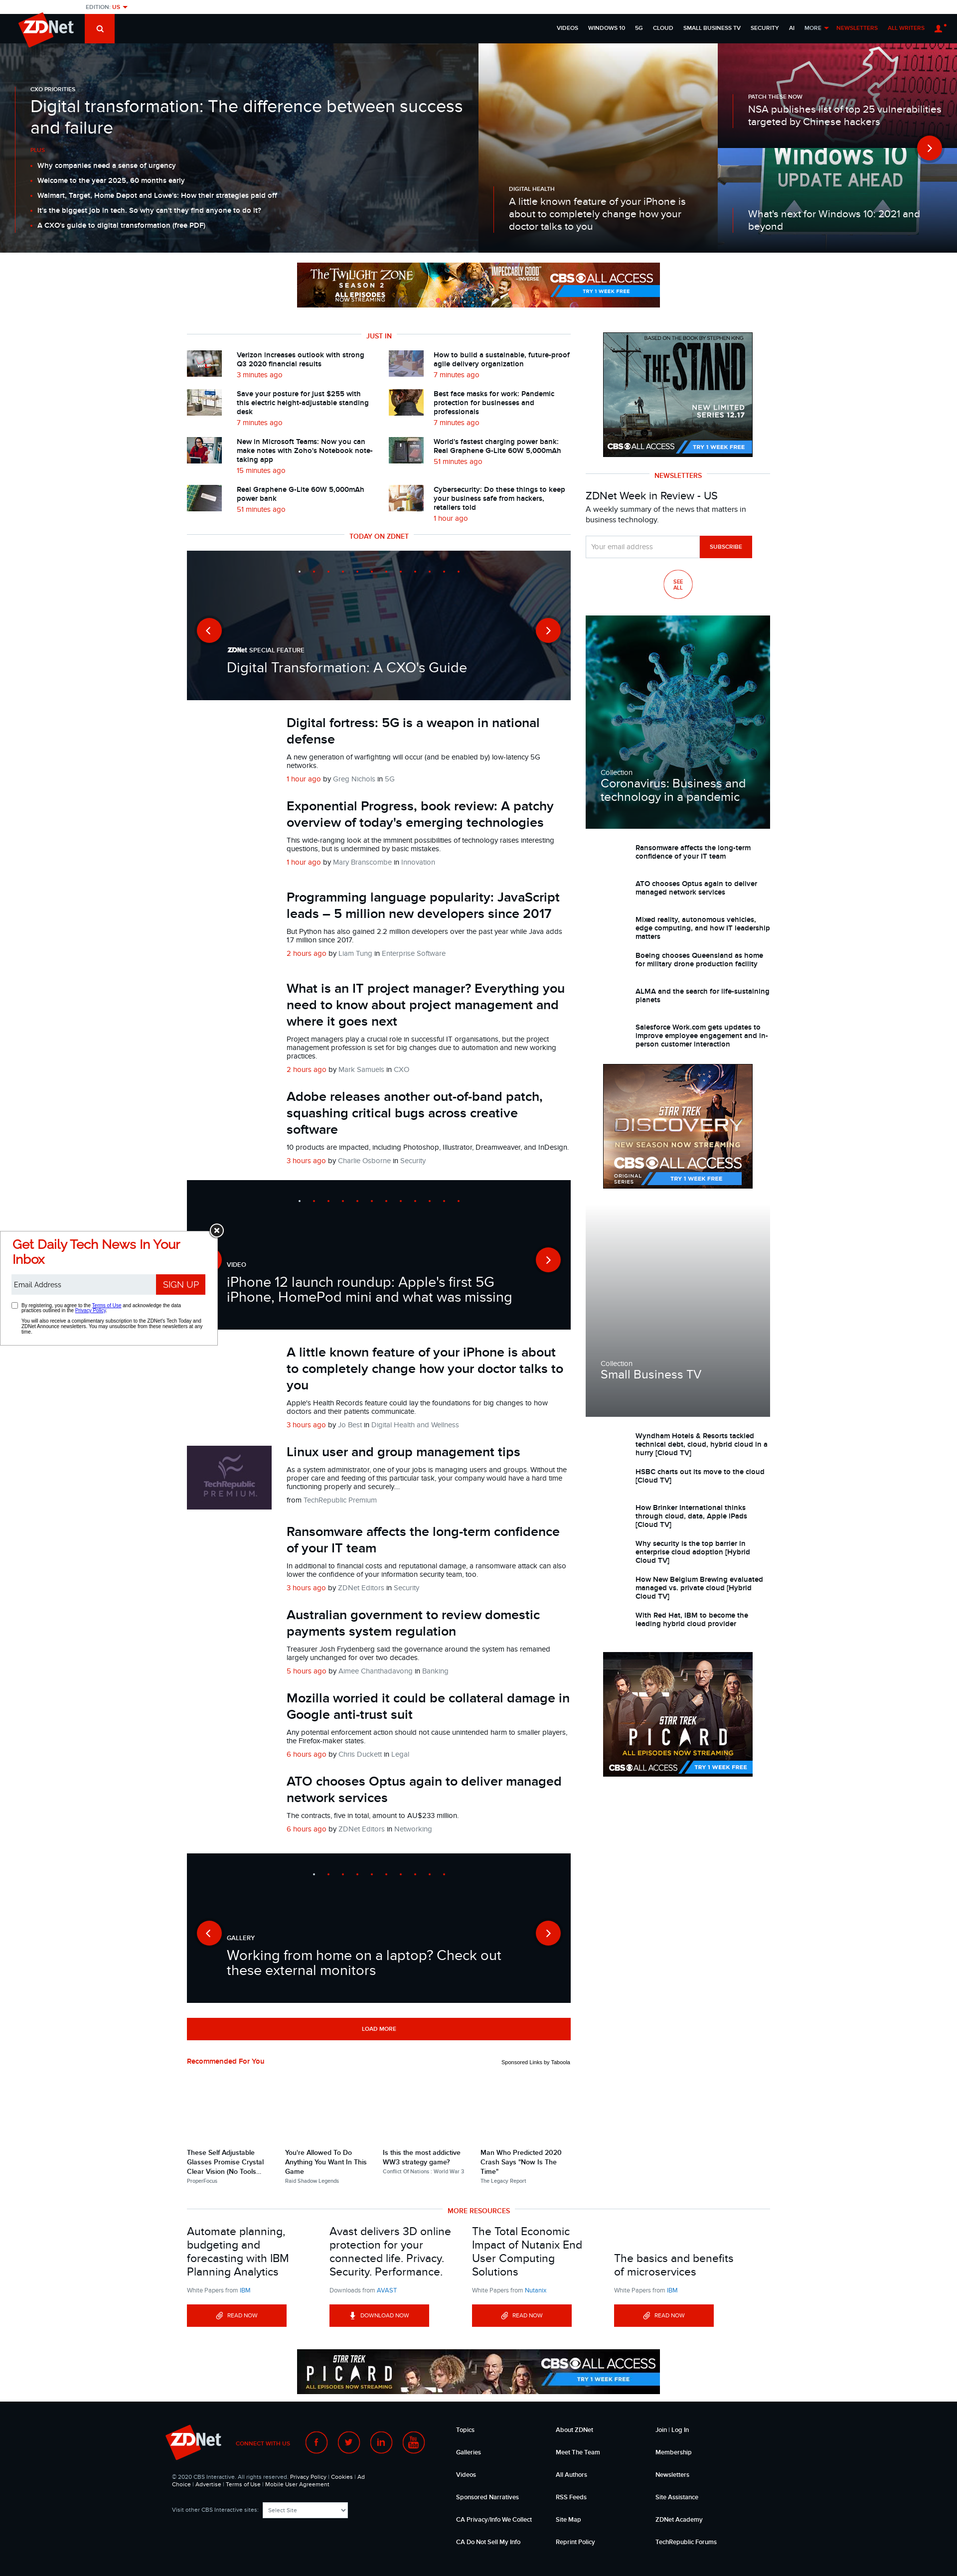 EDITION: US
ZDNet
VIDEOS
WINDOWS 10
5G
CLOUD
SMALL BUSINESS TV
SECURITY
AI
MORE
NEWSLETTERS
ALL WRITERS
CXO PRIORITIES
Digital transformation: The difference between success
and failure
PLUS
Why companies need a sense of urgency
Welcome to the year 2025, 60 months early
Walmart, Target, Home Depot and Lowe's: How their strategies paid off
It's the biggest job in tech. So why can't they find anyone to do it?
A CXO's guide to digital transformation (free PDF)
DIGITAL HEALTH
A little known feature of your iPhone is
about to completely change how your
doctor talks to you
CHINA
PATCH THESE NOW
NSA publishes list of top 25 vulnerabilities
targeted by Chinese hackers
Windows 10
UPDATE AHEAD
What's next for Windows 10: 2021 and
beyond
THE TWILIGHT ZONE
SEASON 2
ALL EPISODES
NOW STREAMING
"IMPECCABLY GOOD"
-INVERSE
CBS ALL ACCESS
TRY 1 WEEK FREE
JUST IN
Verizon increases outlook with strong
Q3 2020 financial results
3 minutes ago
Save your posture for just $255 with
this electric height-adjustable standing
desk
7 minutes ago
New in Microsoft Teams: Now you can
make notes with Zoho's Notebook note-
taking app
15 minutes ago
Real Graphene G-Lite 60W 5,000mAh
power bank
51 minutes ago
How to build a sustainable, future-proof
agile delivery organization
7 minutes ago
Best face masks for work: Pandemic
protection for businesses and
professionals
7 minutes ago
World's fastest charging power bank:
Real Graphene G-Lite 60W 5,000mAh
51 minutes ago
Cybersecurity: Do these things to keep
your business safe from hackers,
retailers told
1 hour ago
BASED ON THE BOOK BY STEPHEN KING
THE STAND
NEW LIMITED
SERIES 12.17
CBS ALL ACCESS
TRY 1 WEEK FREE
NEWSLETTERS
ZDNet Week in Review - US
A weekly summary of the news that matters in
business technology.
Your email address
SUBSCRIBE
SEE
ALL
TODAY ON ZDNET
ZDNet SPECIAL FEATURE
Digital Transformation: A CXO's Guide
Digital fortress: 5G is a weapon in national
defense
A new generation of warfighting will occur (and be enabled by) low-latency 5G
networks.
1 hour ago by Greg Nichols in 5G
Exponential Progress, book review: A patchy
overview of today's emerging technologies
This wide-ranging look at the imminent possibilities of technology raises interesting
questions, but is undermined by basic mistakes.
1 hour ago by Mary Branscombe in Innovation
Programming language popularity: JavaScript
leads – 5 million new developers since 2017
But Python has also gained 2.2 million developers over the past year while Java adds
1.7 million since 2017.
2 hours ago by Liam Tung in Enterprise Software
What is an IT project manager? Everything you
need to know about project management and
where it goes next
Project managers play a crucial role in successful IT organisations, but the project
management profession is set for big changes due to automation and new working
practices.
2 hours ago by Mark Samuels in CXO
Adobe releases another out-of-band patch,
squashing critical bugs across creative
software
10 products are impacted, including Photoshop, Illustrator, Dreamweaver, and InDesign.
3 hours ago by Charlie Osborne in Security
Collection
Coronavirus: Business and
technology in a pandemic
Ransomware affects the long-term
confidence of your IT team
ATO chooses Optus again to deliver
managed network services
Mixed reality, autonomous vehicles,
edge computing, and how IT leadership
matters
Boeing chooses Queensland as home
for military drone production facility
ALMA and the search for life-sustaining
planets
Salesforce Work.com gets updates to
improve employee engagement and in-
person customer interaction
STAR TREK
DISCOVERY
NEW SEASON NOW STREAMING
CBS ALL ACCESS
ORIGINAL
SERIES
TRY 1 WEEK FREE
Get Daily Tech News In Your
Inbox
Email Address
SIGN UP
By registering, you agree to the Terms of Use and acknowledge the data
practices outlined in the Privacy Policy.
You will also receive a complimentary subscription to the ZDNet's Tech Today and
ZDNet Announce newsletters. You may unsubscribe from these newsletters at any
time.
VIDEO
iPhone 12 launch roundup: Apple's first 5G
iPhone, HomePod mini and what was missing
A little known feature of your iPhone is about
to completely change how your doctor talks to
you
Apple's Health Records feature could lay the foundations for big changes to how
doctors and their patients communicate.
3 hours ago by Jo Best in Digital Health and Wellness
TechRepublic
PREMIUM.
Linux user and group management tips
As a system administrator, one of your jobs is managing users and groups. Without the
proper care and feeding of this particular task, your company would have a hard time
functioning properly and securely....
from TechRepublic Premium
Ransomware affects the long-term confidence
of your IT team
In additional to financial costs and reputational damage, a ransomware attack can also
lower the confidence of your information security team, too.
3 hours ago by ZDNet Editors in Security
Australian government to review domestic
payments system regulation
Treasurer Josh Frydenberg said the governance around the system has remained
largely unchanged for over two decades.
5 hours ago by Aimee Chanthadavong in Banking
Mozilla worried it could be collateral damage in
Google anti-trust suit
Any potential enforcement action should not cause unintended harm to smaller players,
the Firefox-maker states.
6 hours ago by Chris Duckett in Legal
ATO chooses Optus again to deliver managed
network services
The contracts, five in total, amount to AU$233 million.
6 hours ago by ZDNet Editors in Networking
Collection
Small Business TV
Wyndham Hotels & Resorts tackled
technical debt, cloud, hybrid cloud in a
hurry [Cloud TV]
HSBC charts out its move to the cloud
[Cloud TV]
How Brinker International thinks
through cloud, data, Apple iPads
[Cloud TV]
Why security is the top barrier in
enterprise cloud adoption [Hybrid
Cloud TV]
How New Belgium Brewing evaluated
managed vs. private cloud [Hybrid
Cloud TV]
With Red Hat, IBM to become the
leading hybrid cloud provider
STAR TREK
PICARD
ALL EPISODES NOW STREAMING
CBS ALL ACCESS
TRY 1 WEEK FREE
GALLERY
Working from home on a laptop? Check out
these external monitors
LOAD MORE
Recommended For You
Sponsored Links by Taboola
These Self Adjustable
Glasses Promise Crystal
Clear Vision (No Tools...
ProperFocus
You're Allowed To Do
Anything You Want In This
Game
Raid Shadow Legends
Is this the most addictive
WW3 strategy game?
Conflict Of Nations : World War 3
Man Who Predicted 2020
Crash Says "Now Is The
Time"
The Legacy Report
MORE RESOURCES
Automate planning,
budgeting and
forecasting with IBM
Planning Analytics
White Papers from IBM
READ NOW
Avast delivers 3D online
protection for your
connected life. Privacy.
Security. Performance.
Downloads from AVAST
DOWNLOAD NOW
The Total Economic
Impact of Nutanix End
User Computing
Solutions
White Papers from Nutanix
READ NOW
The basics and benefits
of microservices
White Papers from IBM
READ NOW
STAR TREK
PICARD
ALL EPISODES NOW STREAMING
CBS ALL ACCESS
TRY 1 WEEK FREE
ZDNet
CONNECT WITH US
© 2020 CBS Interactive. All rights reserved. Privacy Policy | Cookies | Ad
Choice | Advertise | Terms of Use | Mobile User Agreement
Visit other CBS Interactive sites:
Select Site
Topics
Galleries
Videos
Sponsored Narratives
CA Privacy/Info We Collect
CA Do Not Sell My Info
About ZDNet
Meet The Team
All Authors
RSS Feeds
Site Map
Reprint Policy
Join | Log In
Membership
Newsletters
Site Assistance
ZDNet Academy
TechRepublic Forums